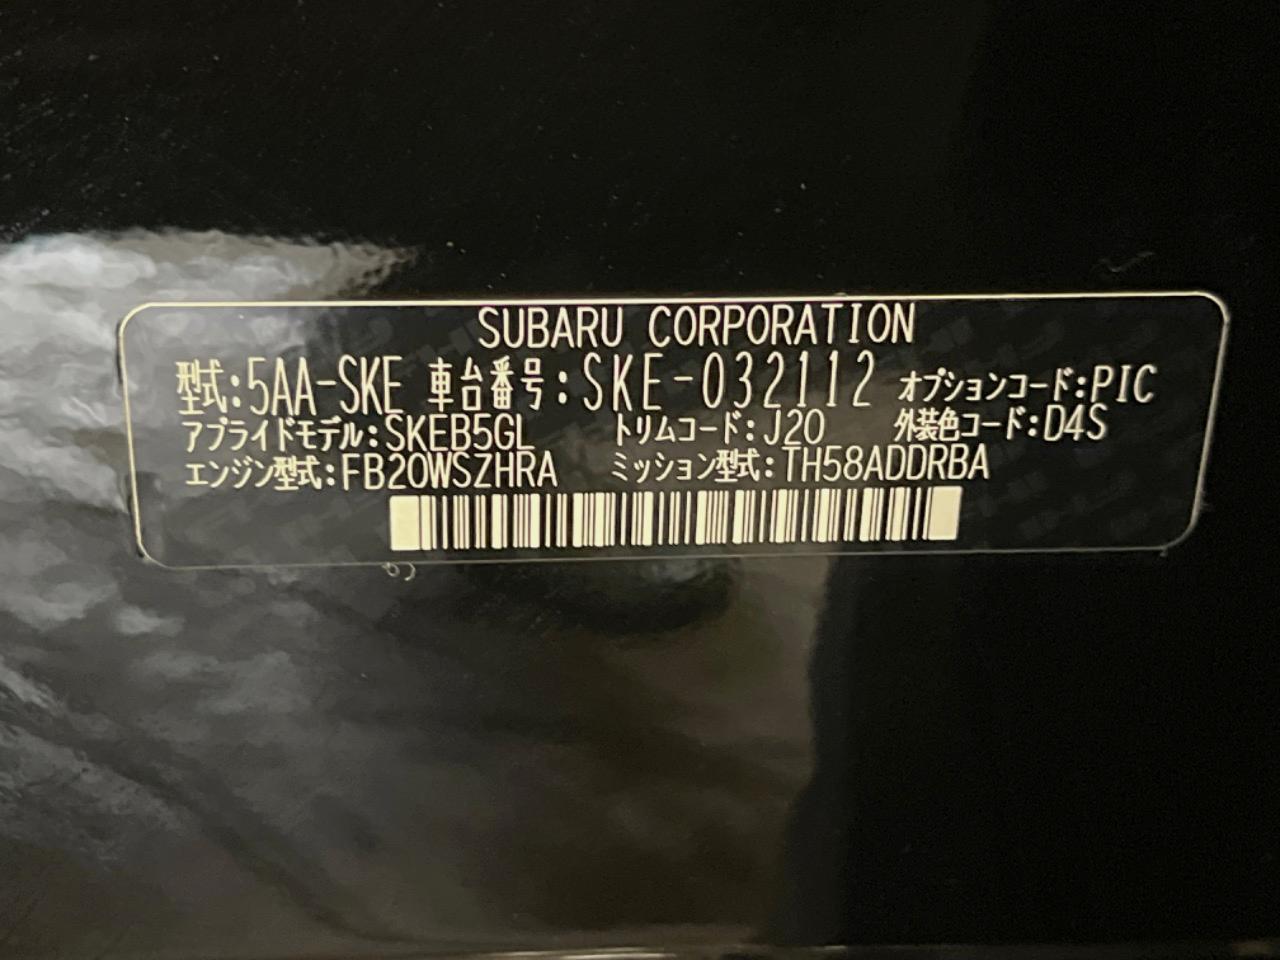 SUBARU CORPORATION
型式:5AA-SKE 車台番号:SKE-032112 オプションコード:PIC
アプライドモデル:SKEB5GL トリムコード:J20 外装色コード:D4S
エンジン型式:FB20WSZHRA ミッション型式:TH58ADDRBA